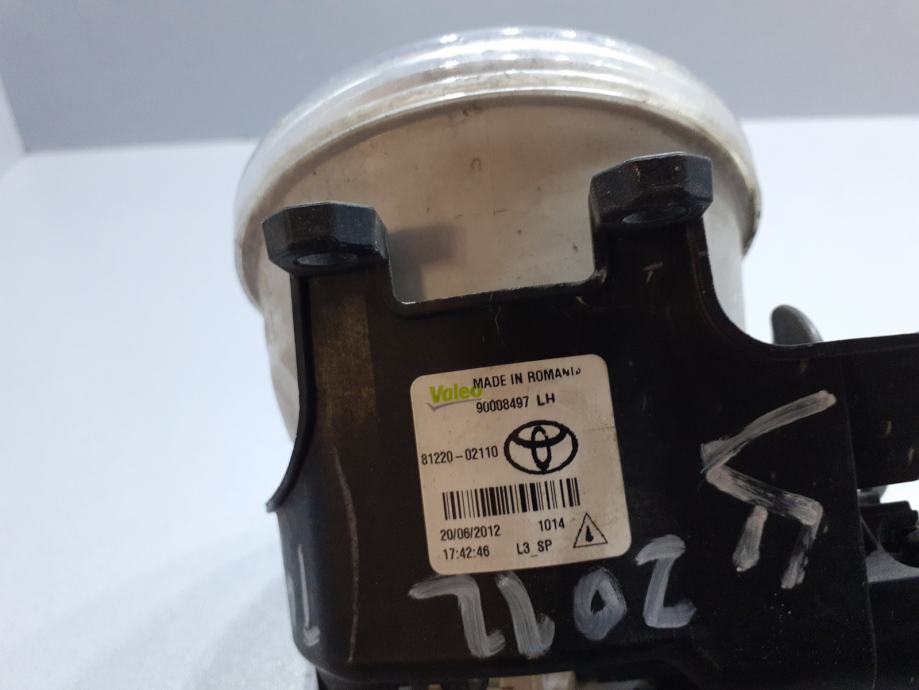 MADE IN ROMANIA
Valeo
90008497 LH
81220-02110
20/06/2012 1014
17:42:46 L3_SP